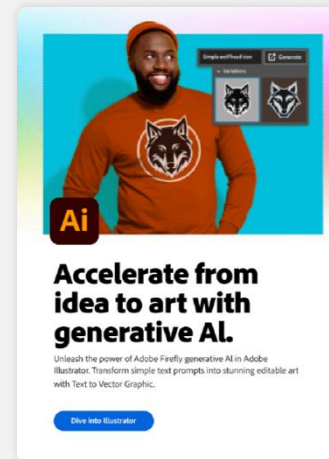 Simple wolf head icon
Generate
Variations
Ai
Accelerate from
idea to art with
generative AI.
Unleash the power of Adobe Firefly generative AI in Adobe
Illustrator. Transform simple text prompts into stunning editable art
with Text to Vector Graphic.
Dive into Illustrator